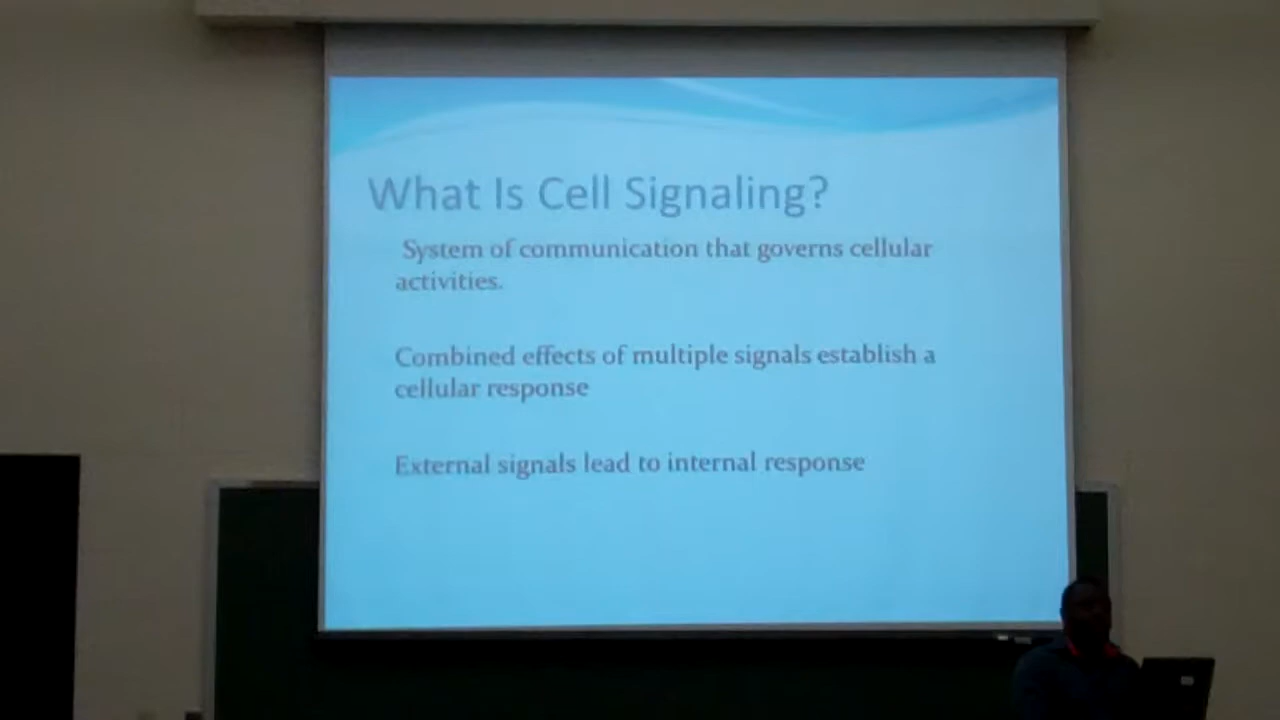 What Is Cell Signaling?
System of communication that governs cellular
activities.
Combined effects of multiple signals establish a
cellular response
External signals lead to internal response